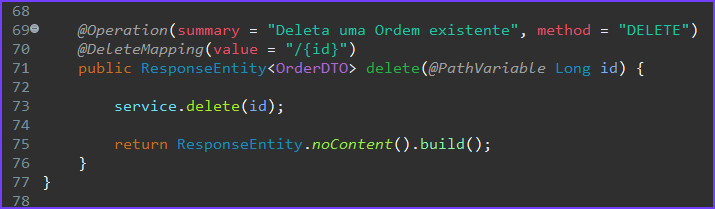 68
69 @Operation(summary = "Deleta uma Ordem existente", method = "DELETE")
70 @DeleteMapping(value = "/{id}")
71 public ResponseEntity<OrderDTO> delete(@PathVariable Long id) {
72
73 service.delete(id);
74
75 return ResponseEntity.noContent().build();
76 }
77 }
78